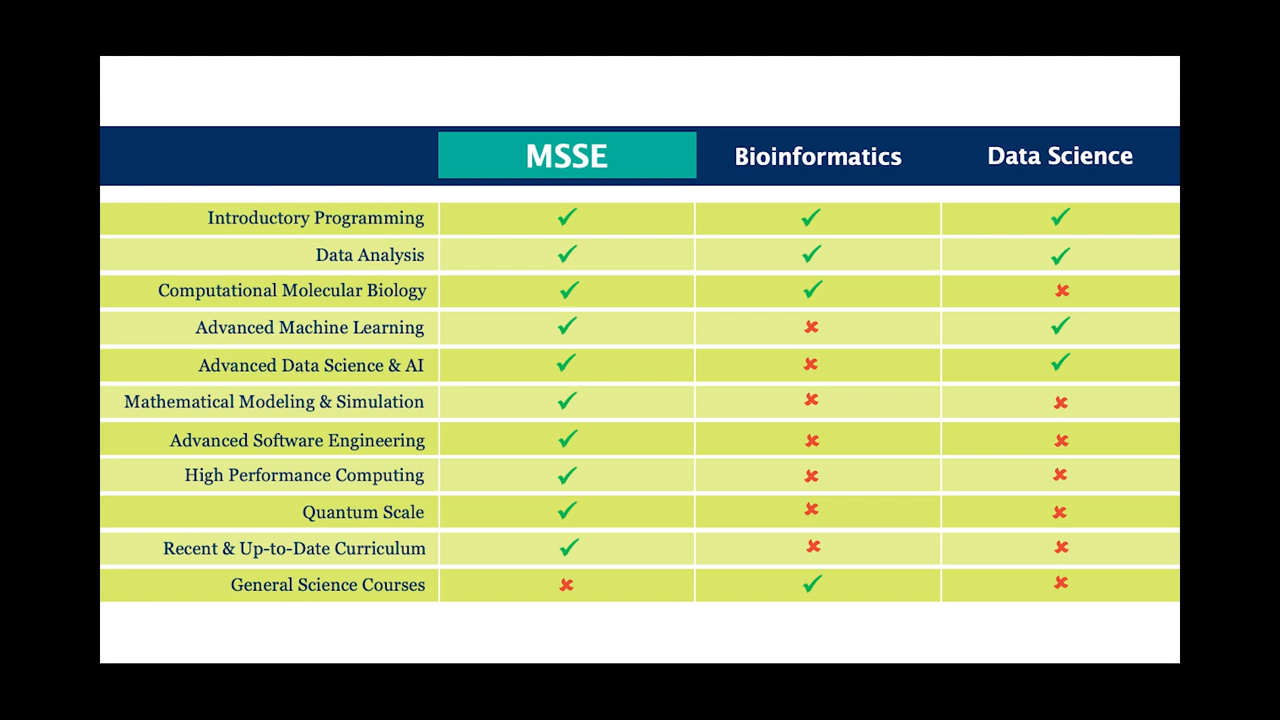 MSSE Bioinformatics Data Science
Introductory Programming ✓ ✓ ✓
Data Analysis ✓ ✓ ✓
Computational Molecular Biology ✓ ✓ ✗
Advanced Machine Learning ✓ ✗ ✓
Advanced Data Science & AI ✓ ✗ ✓
Mathematical Modeling & Simulation ✓ ✗ ✗
Advanced Software Engineering ✓ ✗ ✗
High Performance Computing ✓ ✗ ✗
Quantum Scale ✓ ✗ ✗
Recent & Up-to-Date Curriculum ✓ ✗ ✗
General Science Courses ✗ ✓ ✗